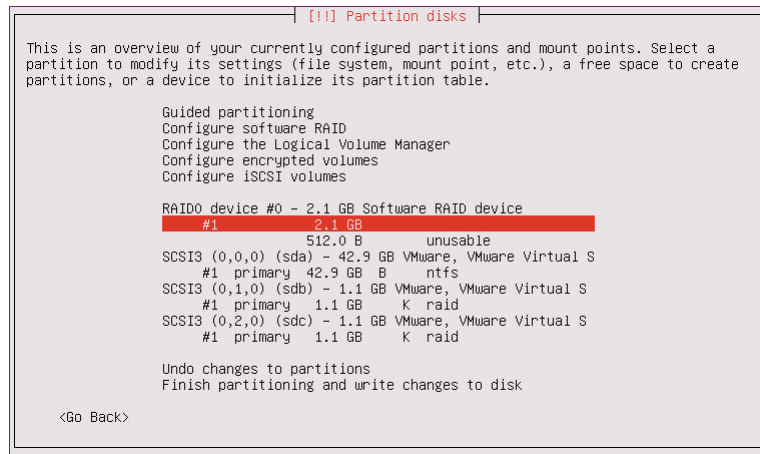 [!!] Partition disks
This is an overview of your currently configured partitions and mount points. Select a
partition to modify its settings (file system, mount point, etc.), a free space to create
partitions, or a device to initialize its partition table.
Guided partitioning
Configure software RAID
Configure the Logical Volume Manager
Configure encrypted volumes
Configure iSCSI volumes
RAID0 device #0 – 2.1 GB Software RAID device
#1 2.1 GB
512.0 B unusable
SCSI3 (0,0,0) (sda) – 42.9 GB VMware, VMware Virtual S
#1 primary 42.9 GB B ntfs
SCSI3 (0,1,0) (sdb) – 1.1 GB VMware, VMware Virtual S
#1 primary 1.1 GB K raid
SCSI3 (0,2,0) (sdc) – 1.1 GB VMware, VMware Virtual S
#1 primary 1.1 GB K raid
Undo changes to partitions
Finish partitioning and write changes to disk
<Go Back>